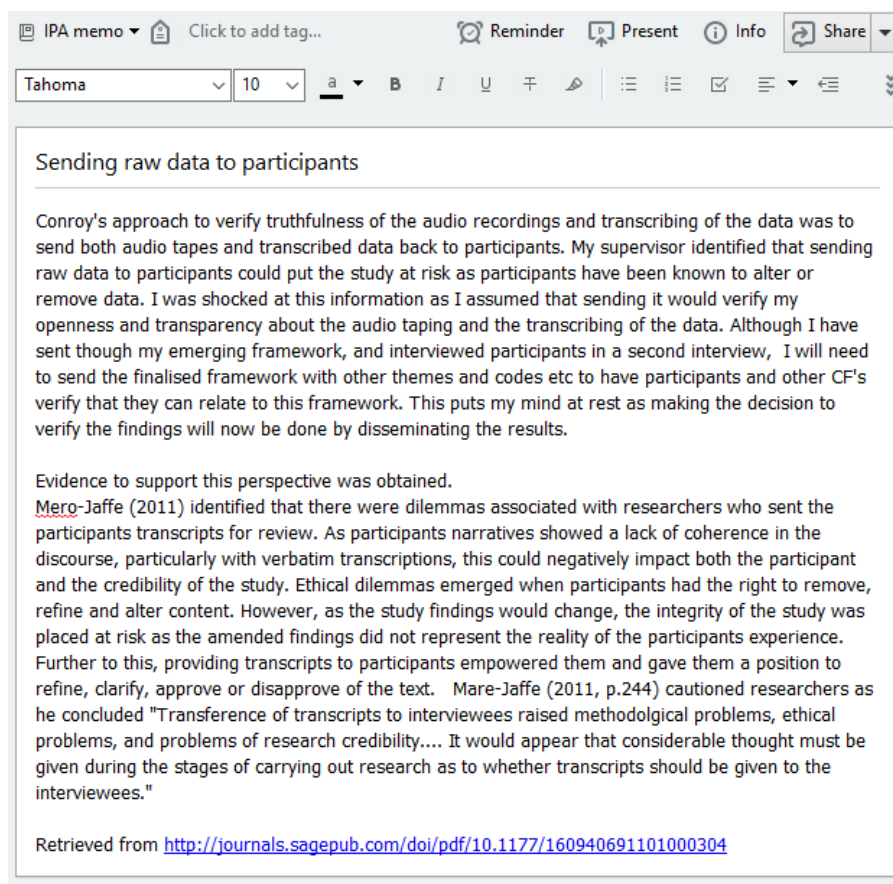 IPA memo Click to add tag... Reminder Present Info Share
Tahoma 10 a B I U T
Sending raw data to participants
Conroy's approach to verify truthfulness of the audio recordings and transcribing of the data was to
send both audio tapes and transcribed data back to participants. My supervisor identified that sending
raw data to participants could put the study at risk as participants have been known to alter or
remove data. I was shocked at this information as I assumed that sending it would verify my
openness and transparency about the audio taping and the transcribing of the data. Although I have
sent though my emerging framework, and interviewed participants in a second interview,  I will need
to send the finalised framework with other themes and codes etc to have participants and other CF's
verify that they can relate to this framework. This puts my mind at rest as making the decision to
verify the findings will now be done by disseminating the results.
Evidence to support this perspective was obtained.
Mero-Jaffe (2011) identified that there were dilemmas associated with researchers who sent the
participants transcripts for review. As participants narratives showed a lack of coherence in the
discourse, particularly with verbatim transcriptions, this could negatively impact both the participant
and the credibility of the study. Ethical dilemmas emerged when participants had the right to remove,
refine and alter content. However, as the study findings would change, the integrity of the study was
placed at risk as the amended findings did not represent the reality of the participants experience.
Further to this, providing transcripts to participants empowered them and gave them a position to
refine, clarify, approve or disapprove of the text.   Mare-Jaffe (2011, p.244) cautioned researchers as
he concluded "Transference of transcripts to interviewees raised methodolgical problems, ethical
problems, and problems of research credibility.... It would appear that considerable thought must be
given during the stages of carrying out research as to whether transcripts should be given to the
interviewees."
Retrieved from http://journals.sagepub.com/doi/pdf/10.1177/160940691101000304